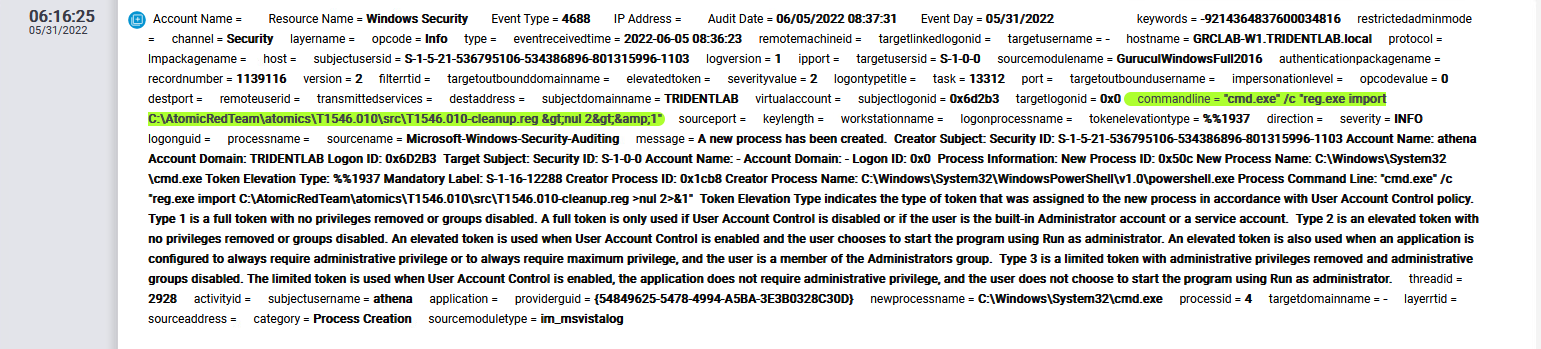 06:16:25
05/31/2022
Account Name = Resource Name = Windows Security Event Type = 4688 IP Address = Audit Date = 06/05/2022 08:37:31 Event Day = 05/31/2022 keywords = -9214364837600034816 restrictedadminmode
= channel = Security layername = opcode = Info type = eventreceivedtime = 2022-06-05 08:36:23 remotemachineid = targetlinkedlogonid = targetusername = - hostname = GRCLAB-W1.TRIDENTLAB.local protocol =
lmpackagename = host = subjectusersid = S-1-5-21-536795106-534386896-801315996-1103 logversion = 1 ipport = targetusersid = S-1-0-0 sourcemodulename = GuruculWindowsFull2016 authenticationpackagename =
recordnumber = 1139116 version = 2 filterrtid = targetoutbounddomainname = elevatedtoken = severityvalue = 2 logontypetitle = task = 13312 port = targetoutboundusername = impersonationlevel = opcodevalue = 0
destport = remoteuserid = transmittedservices = destaddress = subjectdomainname = TRIDENTLAB virtualaccount = subjectlogonid = 0x6d2b3 targetlogonid = 0x0 commandline = "cmd.exe" /c "reg.exe import
C:\AtomicRedTeam\atomics\T1546.010\src\T1546.010-cleanup.reg &gt;nul 2&gt;&amp;1" sourceport = keylength = workstationname = logonprocessname = tokenelevationtype = %%1937 direction = severity = INFO
logonguid = processname = sourcename = Microsoft-Windows-Security-Auditing message = A new process has been created. Creator Subject: Security ID: S-1-5-21-536795106-534386896-801315996-1103 Account Name: athena
Account Domain: TRIDENTLAB Logon ID: 0x6D2B3 Target Subject: Security ID: S-1-0-0 Account Name: - Account Domain: - Logon ID: 0x0 Process Information: New Process ID: 0x50c New Process Name: C:\Windows\System32
\cmd.exe Token Elevation Type: %%1937 Mandatory Label: S-1-16-12288 Creator Process ID: 0x1cb8 Creator Process Name: C:\Windows\System32\WindowsPowerShell\v1.0\powershell.exe Process Command Line: "cmd.exe" /c
"reg.exe import C:\AtomicRedTeam\atomics\T1546.010\src\T1546.010-cleanup.reg >nul 2>&1" Token Elevation Type indicates the type of token that was assigned to the new process in accordance with User Account Control policy.
Type 1 is a full token with no privileges removed or groups disabled. A full token is only used if User Account Control is disabled or if the user is the built-in Administrator account or a service account. Type 2 is an elevated token with
no privileges removed or groups disabled. An elevated token is used when User Account Control is enabled and the user chooses to start the program using Run as administrator. An elevated token is also used when an application is
configured to always require administrative privilege or to always require maximum privilege, and the user is a member of the Administrators group. Type 3 is a limited token with administrative privileges removed and administrative
groups disabled. The limited token is used when User Account Control is enabled, the application does not require administrative privilege, and the user does not choose to start the program using Run as administrator. threadid =
2928 activityid = subjectusername = athena application = providerguid = {54849625-5478-4994-A5BA-3E3B0328C30D} newprocessname = C:\Windows\System32\cmd.exe processid = 4 targetdomainname = - layerrtid =
sourceaddress = category = Process Creation sourcemoduletype = im_msvistalog